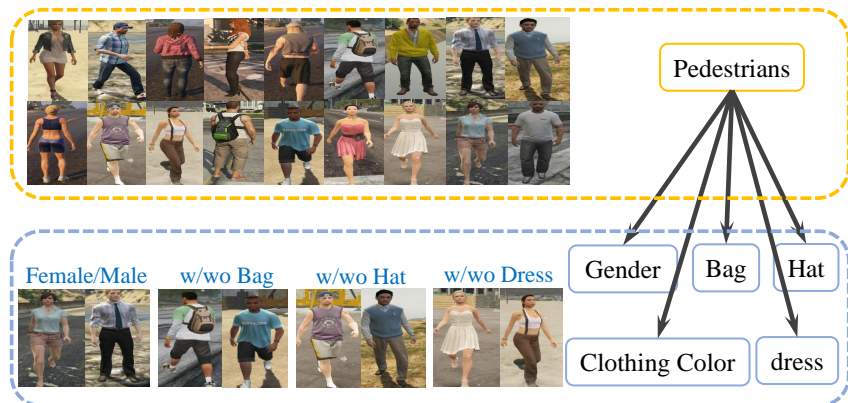 Pedestrians
Gender
Bag
Hat
Clothing Color
dress
Female/Male
w/wo Bag
w/wo Hat
w/wo Dress